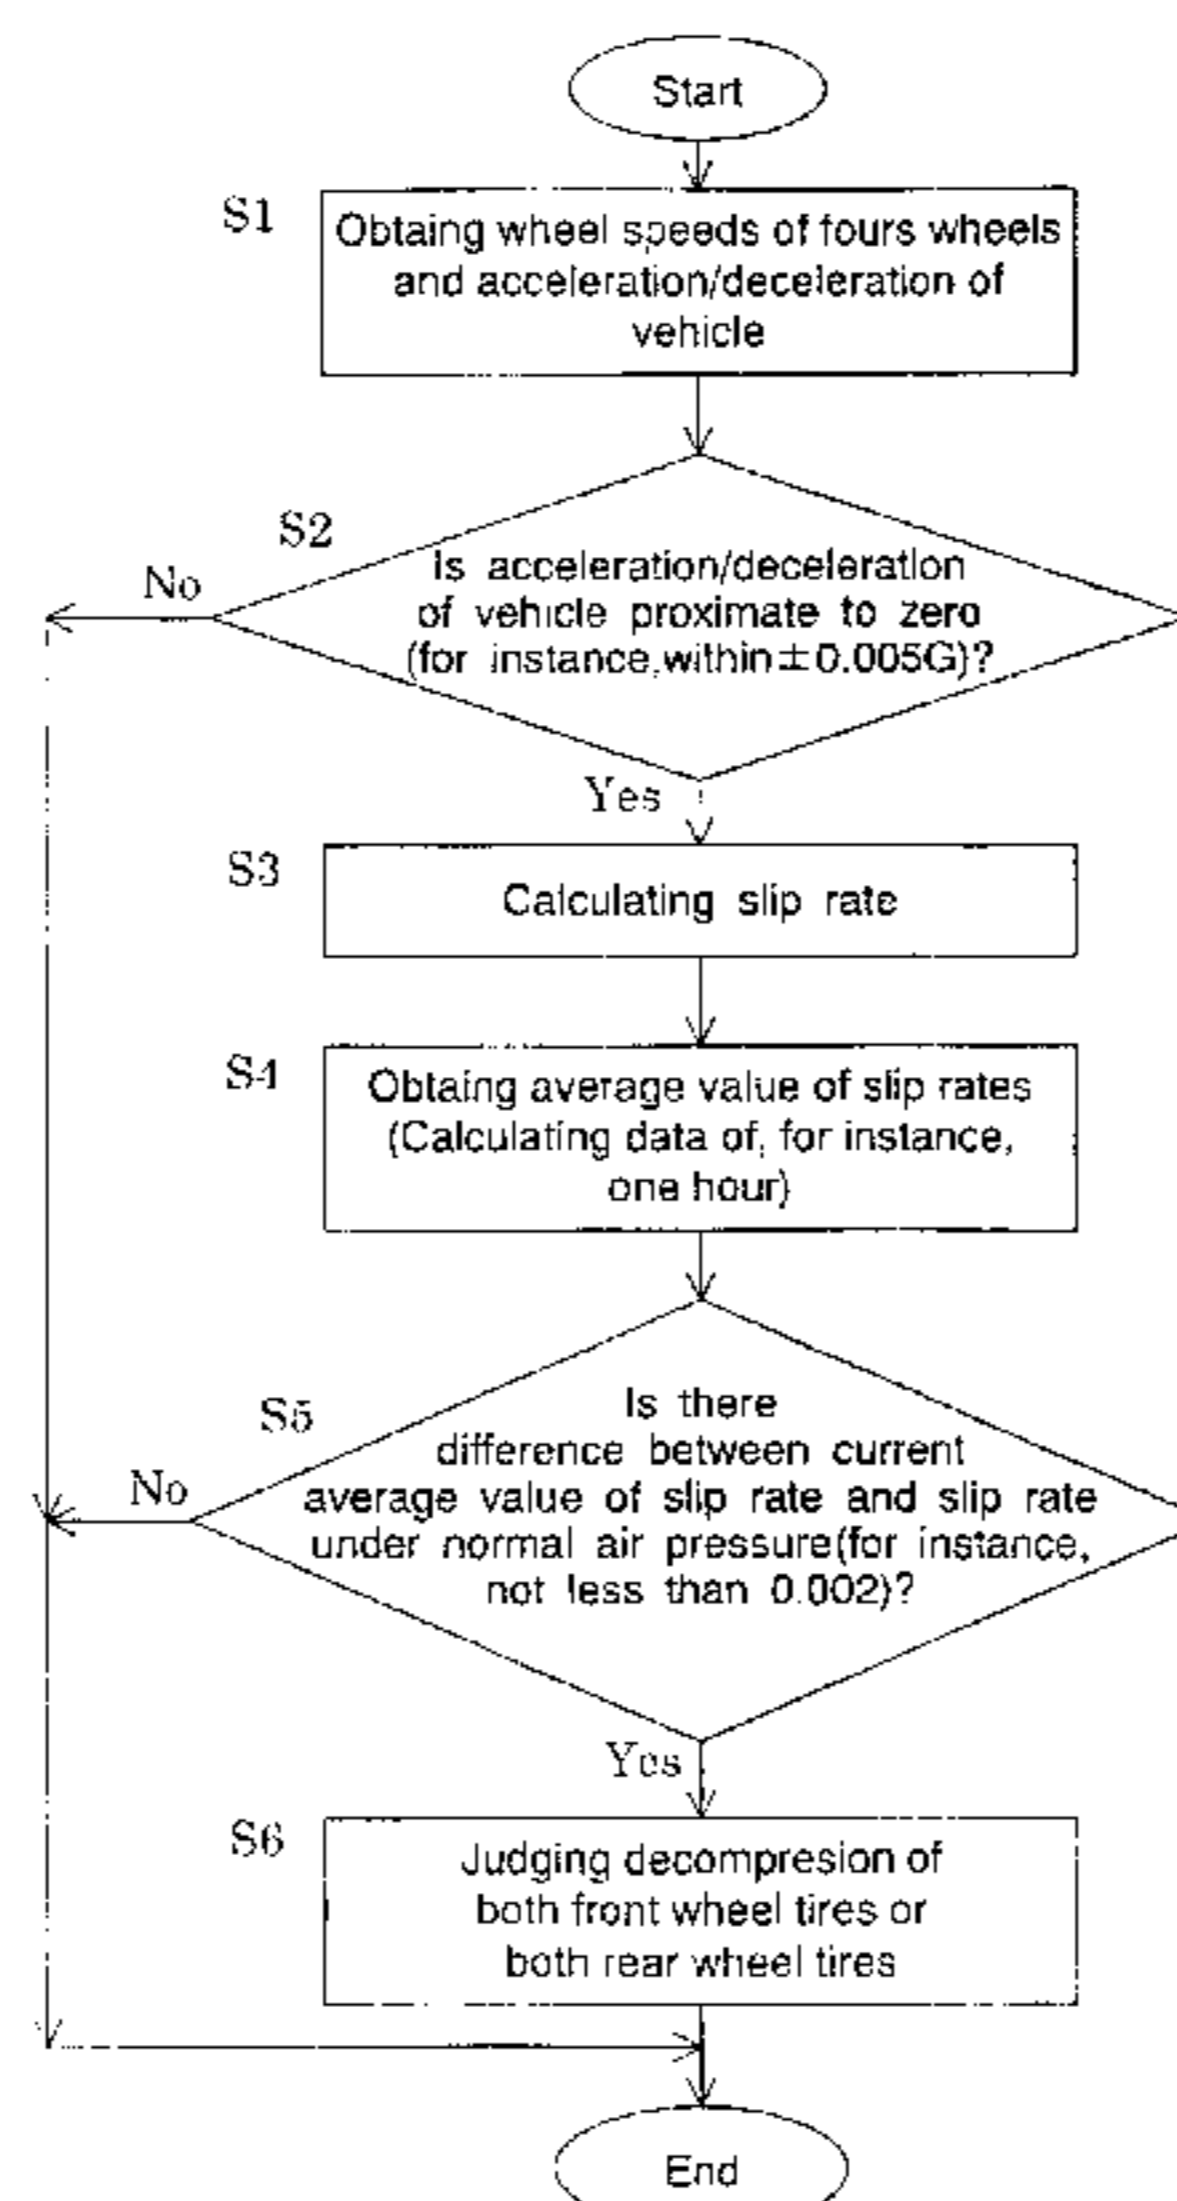 Start
S1
Obtaing wheel speeds of fours wheels
and acceleration/deceleration of
vehicle
S2
No
Is acceleration/deceleration
of vehicle proximate to zero
(for instance,within±0.005G)?
Yes
S3
Calculating slip rate
S4
Obtaing average value of slip rates
(Calculating data of, for instance,
one hour)
S5
No
Is there
difference between current
average value of slip rate and slip rate
under normal air pressure(for instance,
not less than 0.002)?
Yes
S6
Judging decompresion of
both front wheel tires or
both rear wheel tires
End